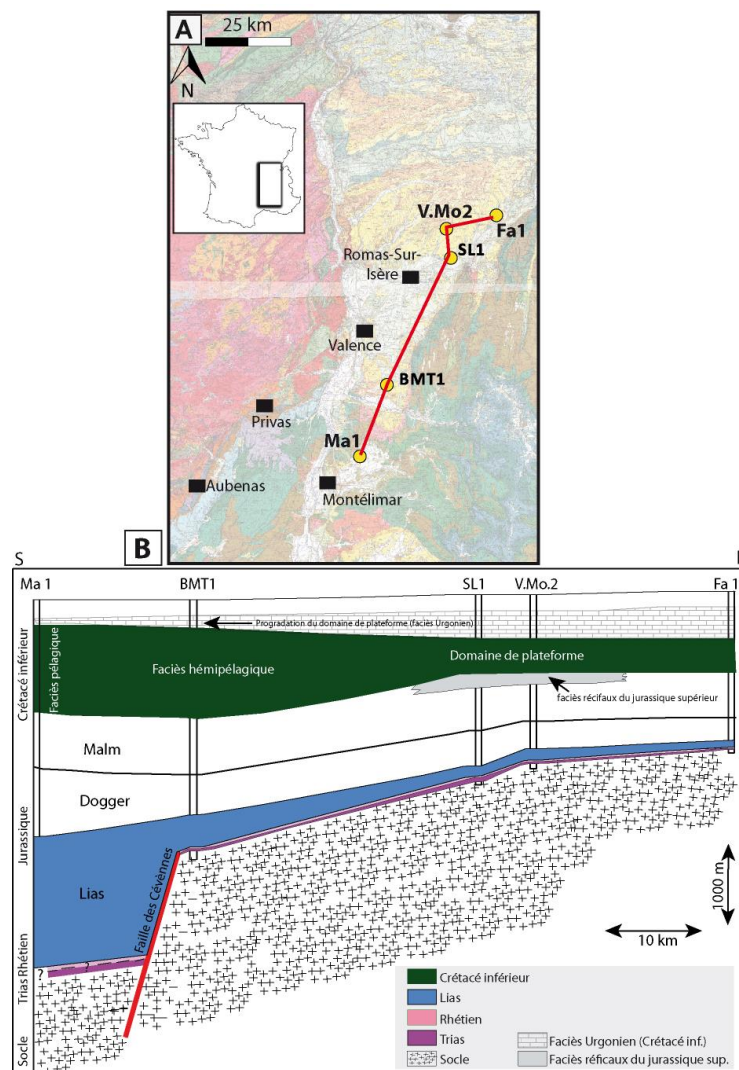 A
25 km
N
V.Mo2
Fa1
SL1
Romas-Sur-
Isère
Valence
BMT1
Privas
Ma1
Aubenas
Montélimar
B
S
Ma 1
BMT1
SL1
V.Mo.2
Fa 1
Crétacé inférieur
Faciès pélagique
Progradation du domaine de plateforme (faciès Urgonien)
Faciès hémipélagique
Domaine de plateforme
faciès récifaux du jurassique supérieur
Malm
Dogger
Jurassique
Lias
Faille des Cévènnes
Rhétien
Trias
Socle
?
?
1000 m
10 km
Crétacé inférieur
Lias
Rhétien
Trias
Socle
Faciès Urgonien (Crétacé inf.)
Faciès réficaux du jurassique sup.